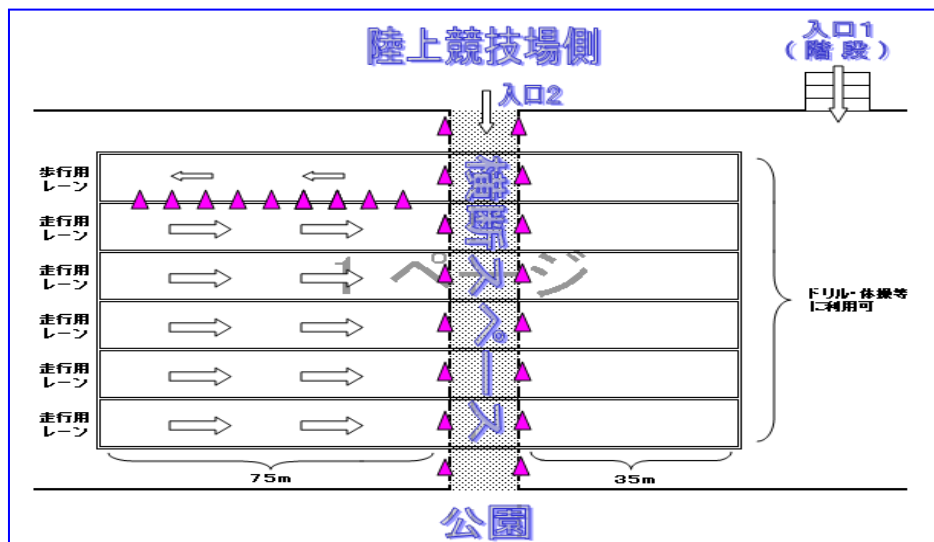 陸上競技場側
入口1
(階段)
入口2
歩行用
レーン
走行用
レーン
走行用
レーン
走行用
レーン
走行用
レーン
走行用
レーン
横断スペース
1 ページ
ドリル・体操等
に利用可
75m
35m
公園